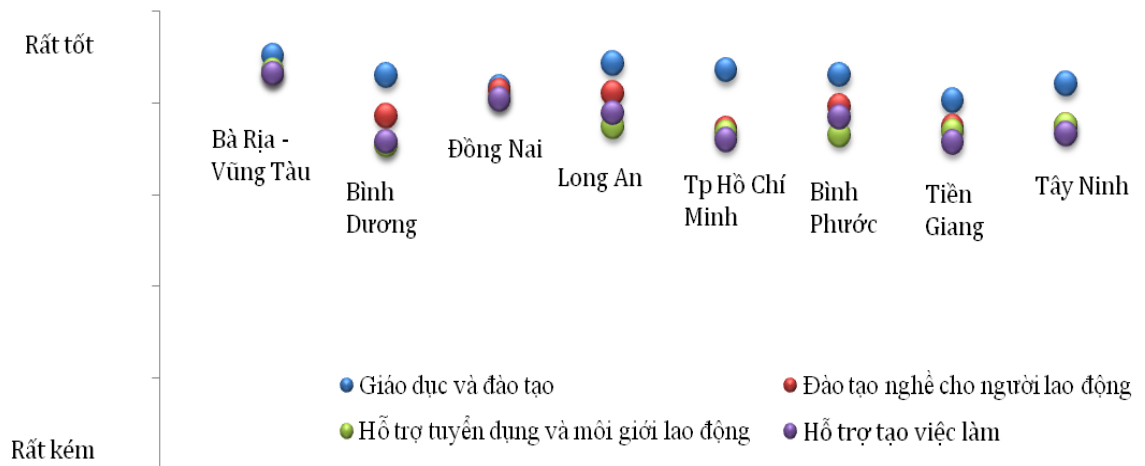 Rất tốt
Bà Rịa -
Vũng Tàu
Bình
Dương
Đồng Nai
Long An
Tp Hồ Chí
Minh
Bình
Phước
Tiền
Giang
Tây Ninh
Giáo dục và đào tạo
Đào tạo nghề cho người lao động
Hỗ trợ tuyển dụng và môi giới lao động
Hỗ trợ tạo việc làm
Rất kém